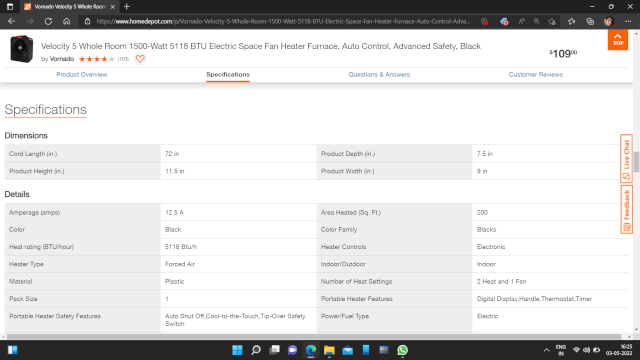 Vornado Velocity 5 Whole Room
https://www.homedepot.com/p/Vornado-Velocity-5-Whole-Room-1500-Watt-5118-BTU-Electric-Space-Fan-Heater-Furnace-Auto-Control-Adva...
Velocity 5 Whole Room 1500-Watt 5118 BTU Electric Space Fan Heater Furnace, Auto Control, Advanced Safety, Black
by Vornado (103)
$109.00
TOP
Product Overview Specifications Questions & Answers Customer Reviews
Specifications
Dimensions
Cord Length (in.) 72 in Product Depth (in.) 7.5 in
Product Height (in.) 11.5 in Product Width (in.) 9 in
Details
Amperage (amps) 12.5 A Area Heated (Sq. Ft.) 200
Color Black Color Family Blacks
Heat rating (BTU/hour) 5118 Btu/h Heater Controls Electronic
Heater Type Forced Air Indoor/Outdoor Indoor
Material Plastic Number of Heat Settings 2 Heat and 1 Fan
Pack Size 1 Portable Heater Features Digital Display,Handle,Thermostat,Timer
Portable Heater Safety Features Auto Shut Off,Cool-to-the-Touch,Tip-Over Safety Switch Power/Fuel Type Electric
Live Chat
Feedback
ENG
IN
16:25
03-05-2022